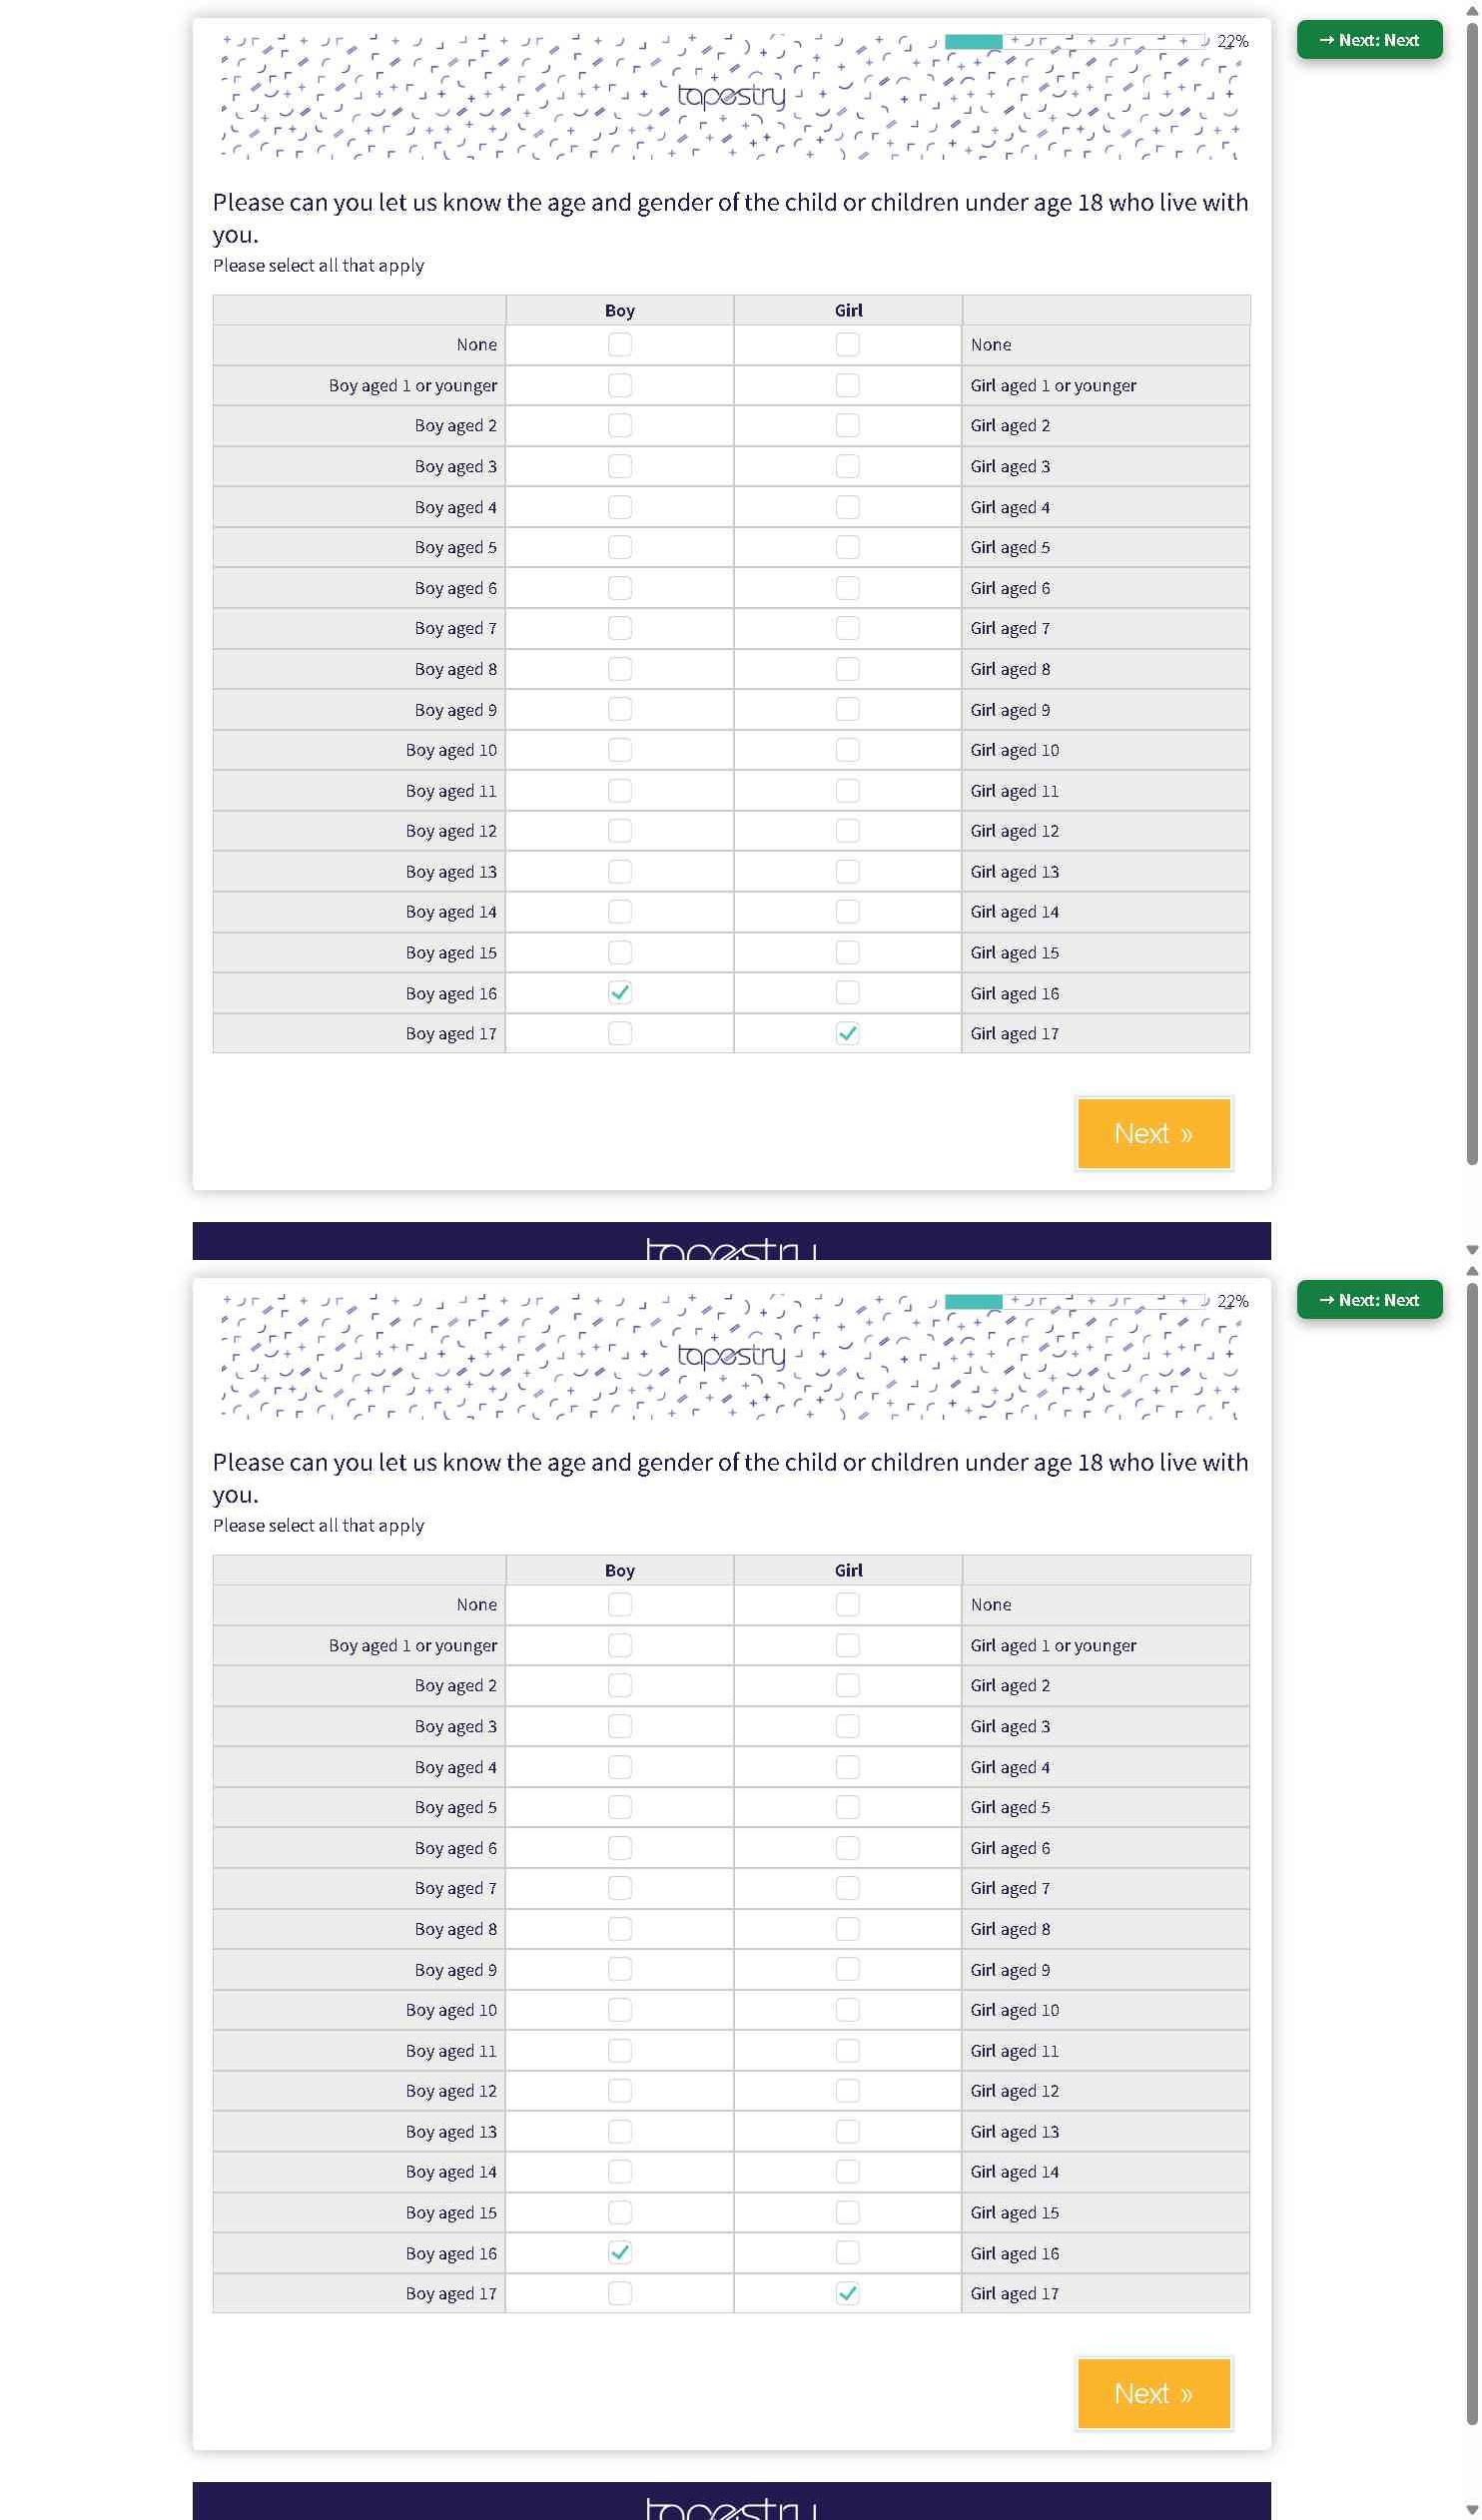 22%
→ Next: Next
tapestry
Please can you let us know the age and gender of the child or children under age 18 who live with
you.
Please select all that apply
Boy Girl
None None
Boy aged 1 or younger Girl aged 1 or younger
Boy aged 2 Girl aged 2
Boy aged 3 Girl aged 3
Boy aged 4 Girl aged 4
Boy aged 5 Girl aged 5
Boy aged 6 Girl aged 6
Boy aged 7 Girl aged 7
Boy aged 8 Girl aged 8
Boy aged 9 Girl aged 9
Boy aged 10 Girl aged 10
Boy aged 11 Girl aged 11
Boy aged 12 Girl aged 12
Boy aged 13 Girl aged 13
Boy aged 14 Girl aged 14
Boy aged 15 Girl aged 15
Boy aged 16 Girl aged 16
Boy aged 17 Girl aged 17
Next »
tapestry
22%
→ Next: Next
tapestry
Please can you let us know the age and gender of the child or children under age 18 who live with
you.
Please select all that apply
Boy Girl
None None
Boy aged 1 or younger Girl aged 1 or younger
Boy aged 2 Girl aged 2
Boy aged 3 Girl aged 3
Boy aged 4 Girl aged 4
Boy aged 5 Girl aged 5
Boy aged 6 Girl aged 6
Boy aged 7 Girl aged 7
Boy aged 8 Girl aged 8
Boy aged 9 Girl aged 9
Boy aged 10 Girl aged 10
Boy aged 11 Girl aged 11
Boy aged 12 Girl aged 12
Boy aged 13 Girl aged 13
Boy aged 14 Girl aged 14
Boy aged 15 Girl aged 15
Boy aged 16 Girl aged 16
Boy aged 17 Girl aged 17
Next »
tapestry